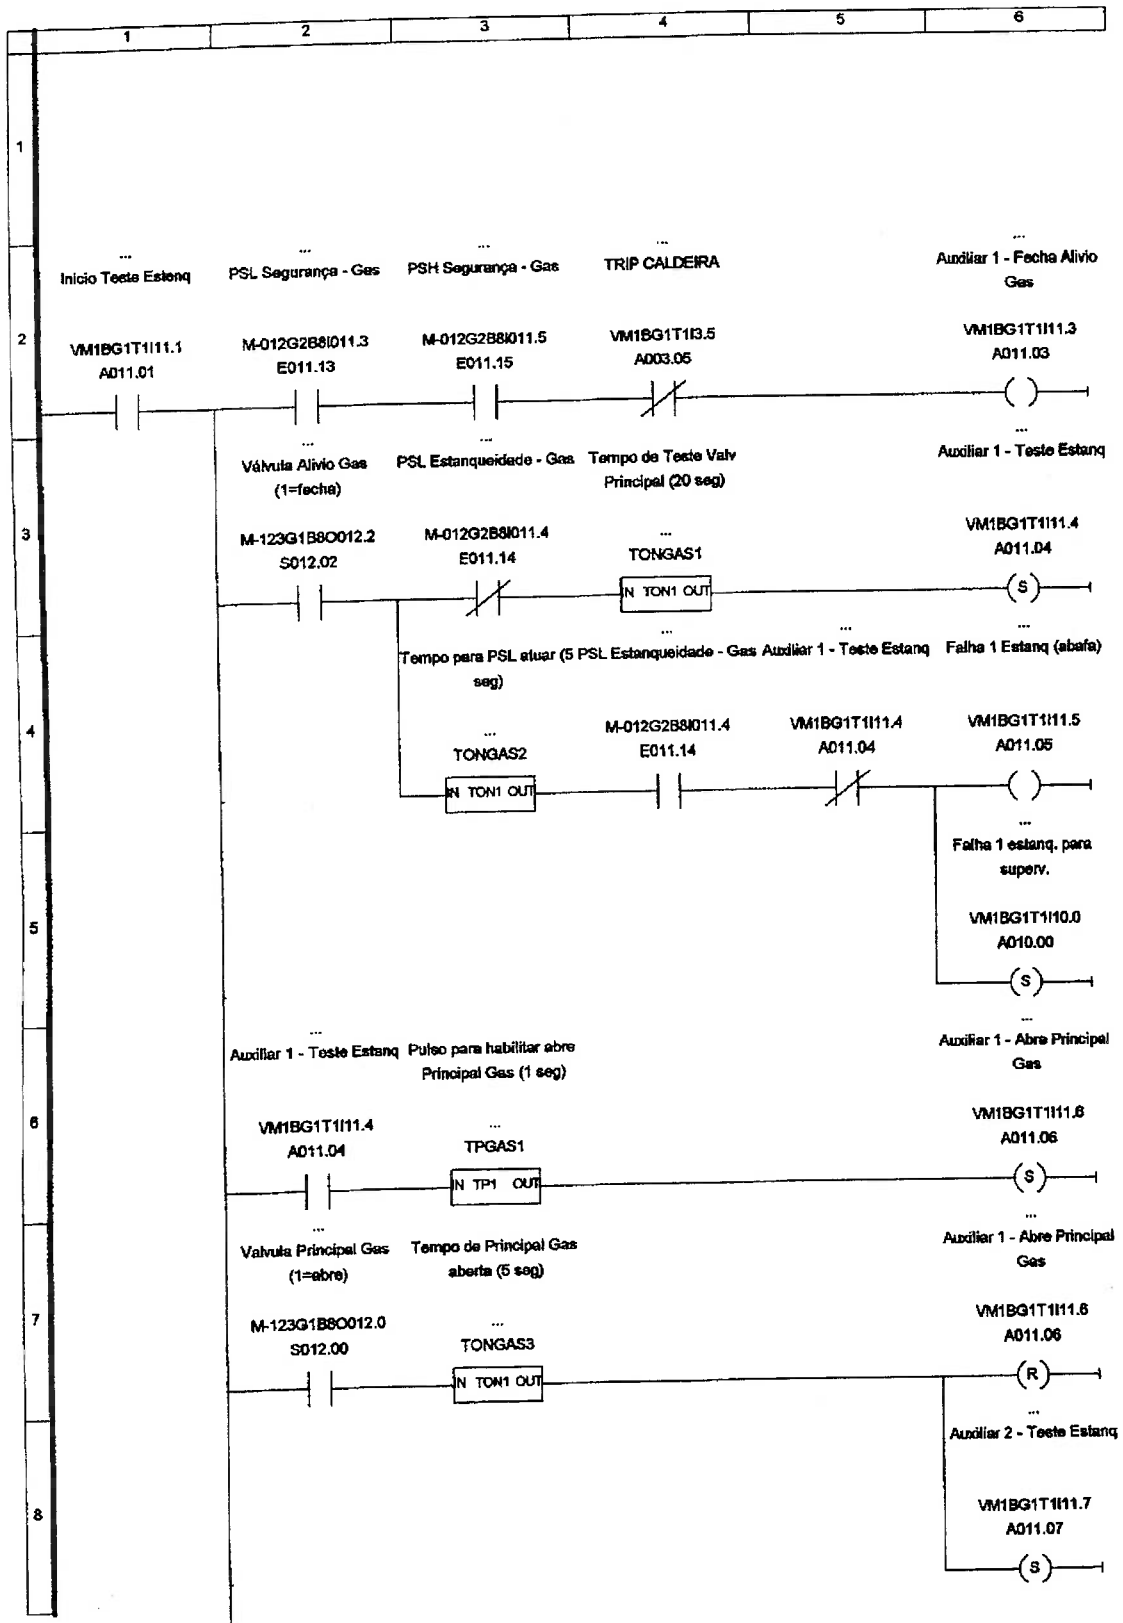 1 2 3 4 5 6
1
...
Inicio Teste Estenq
...
PSL Segurança - Gas
...
PSH Segurança - Gas
...
TRIP CALDEIRA
...
Auxiliar 1 - Fecha Alivio
Gas
2
VM1BG1T1I11.1
A011.01
M-012G2B8I011.3
E011.13
M-012G2B8I011.5
E011.15
VM1BG1T1I3.5
A003.05
VM1BG1T1I11.3
A011.03
...
Válvula Alivio Gas
(1=fecha)
...
PSL Estanqueidade - Gas
Tempo de Teste Valv
Principal (20 seg)
...
Auxiliar 1 - Teste Estanq
3
M-123G1B8O012.2
S012.02
M-012G2B8I011.4
E011.14
...
TONGAS1
IN TON1 OUT
VM1BG1T1I11.4
A011.04
S
Tempo para PSL atuar (5
seg)
...
PSL Estanqueidade - Gas
...
Auxiliar 1 - Teste Estanq
...
Falha 1 Estanq (abafa)
4
...
TONGAS2
IN TON1 OUT
M-012G2B8I011.4
E011.14
VM1BG1T1I11.4
A011.04
VM1BG1T1I11.5
A011.05
...
Falha 1 estanq. para
superv.
5
VM1BG1T1I10.0
A010.00
S
...
Auxiliar 1 - Teste Estanq
Pulso para habilitar abre
Principal Gas (1 seg)
...
Auxiliar 1 - Abre Principal
Gas
6
VM1BG1T1I11.4
A011.04
...
TPGAS1
IN TP1 OUT
VM1BG1T1I11.6
A011.06
S
...
Valvula Principal Gas
(1=abre)
Tempo de Principal Gas
aberta (5 seg)
...
Auxiliar 1 - Abre Principal
Gas
7
M-123G1B8O012.0
S012.00
...
TONGAS3
IN TON1 OUT
VM1BG1T1I11.6
A011.06
R
...
Auxiliar 2 - Teste Estanq
8
VM1BG1T1I11.7
A011.07
S